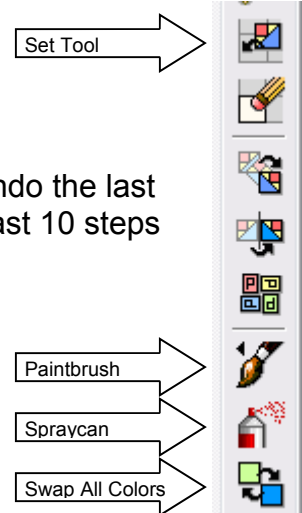 Set Tool
ndo the last
ast 10 steps
Paintbrush
Spraycan
Swap All Colors